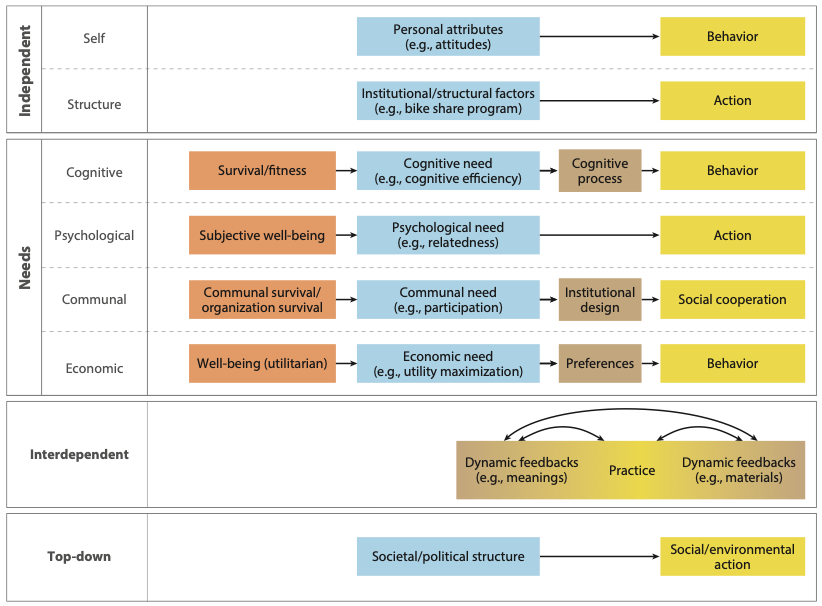 Independent
Self
Personal attributes
(e.g., attitudes)
Behavior
Structure
Institutional/structural factors
(e.g., bike share program)
Action
Needs
Cognitive
Survival/fitness
Cognitive need
(e.g., cognitive efficiency)
Cognitive
process
Behavior
Psychological
Subjective well-being
Psychological need
(e.g., relatedness)
Action
Communal
Communal survival/
organization survival
Communal need
(e.g., participation)
Institutional
design
Social cooperation
Economic
Well-being (utilitarian)
Economic need
(e.g., utility maximization)
Preferences
Behavior
Interdependent
Dynamic feedbacks
(e.g., meanings)
Practice
Dynamic feedbacks
(e.g., materials)
Top-down
Societal/political structure
Social/environmental
action